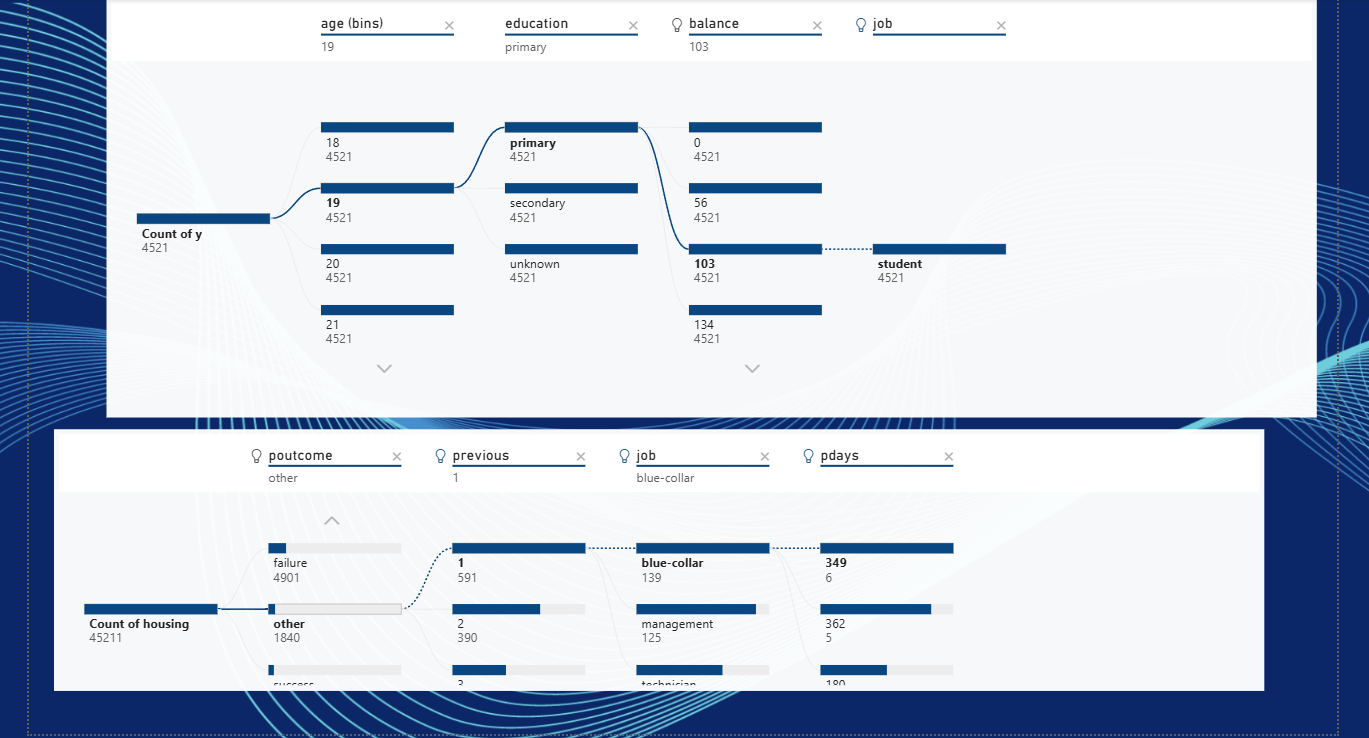 age (bins) education balance job
19 primary 103
18 primary 0
4521 4521 4521
19 secondary 56
4521 4521 4521
Count of y
4521
20 unknown 103 student
4521 4521 4521 4521
21 134
4521 4521
poutcome previous job pdays
other 1 blue-collar
failure 1 blue-collar 349
4901 591 139 6
Count of housing other 2 management 362
45211 1840 390 125 5
success 3 technician 180